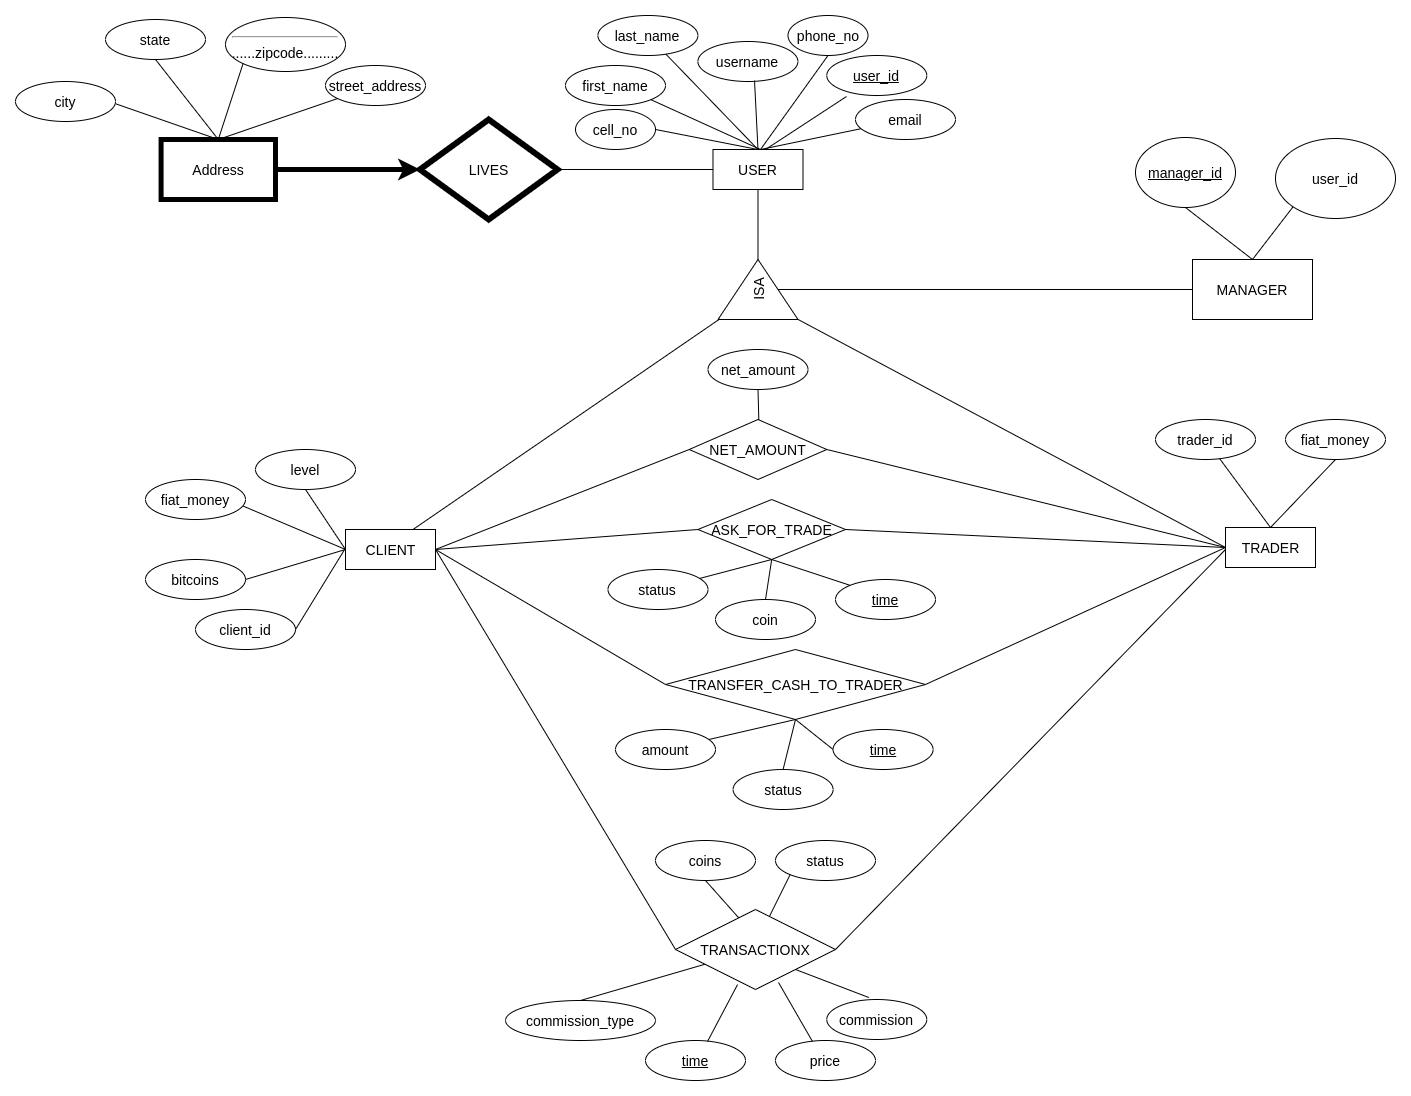 last_name
phone_no
state
......zipcode.........
username
user_id
street_address
first_name
city
email
cell_no
Address
LIVES
USER
manager_id
user_id
ISA
MANAGER
net_amount
trader_id
fiat_money
NET_AMOUNT
level
fiat_money
ASK_FOR_TRADE
CLIENT
TRADER
bitcoins
status
time
coin
client_id
TRANSFER_CASH_TO_TRADER
amount
time
status
coins
status
TRANSACTIONX
commission_type
commission
time
price